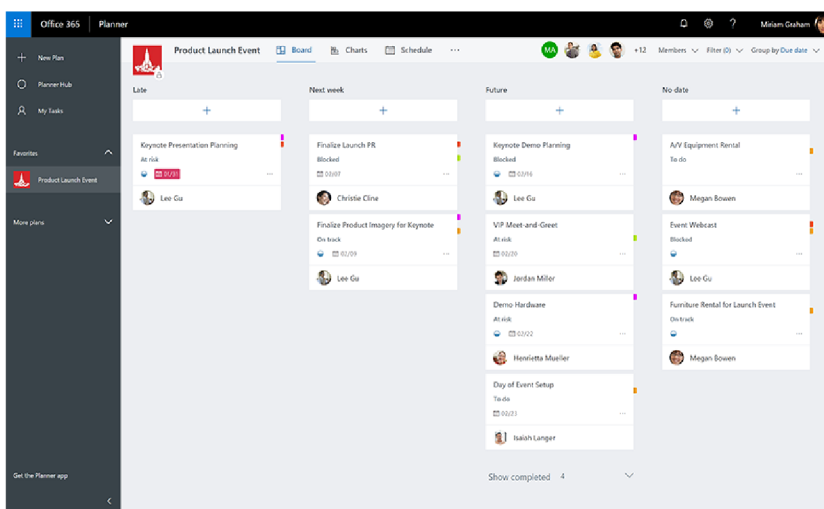 Office 365 Planner
Miriam Graham
New Plan
Planner Hub
My Tasks
Favorites
Product Launch Event
More plans
Get the Planner app
Product Launch Event Board Charts Schedule
MA +12 Members Filter (0) Group by Due date
Late
Keynote Presentation Planning
At risk
01/31
Lee Gu
Next week
Finalize Launch PR
Blocked
02/07
Christie Cline
Finalize Product Imagery for Keynote
On track
02/09
Lee Gu
Future
Keynote Demo Planning
Blocked
02/16
Lee Gu
VIP Meet-and-Greet
At risk
02/20
Jordan Miller
Demo Hardware
At risk
02/22
Henrietta Mueller
Day of Event Setup
To do
02/21
Isaiah Langer
Show completed 4
No date
A/V Equipment Rental
To do
Megan Bowen
Event Webcast
Blocked
Lee Gu
Furniture Rental for Launch Event
On track
Megan Bowen